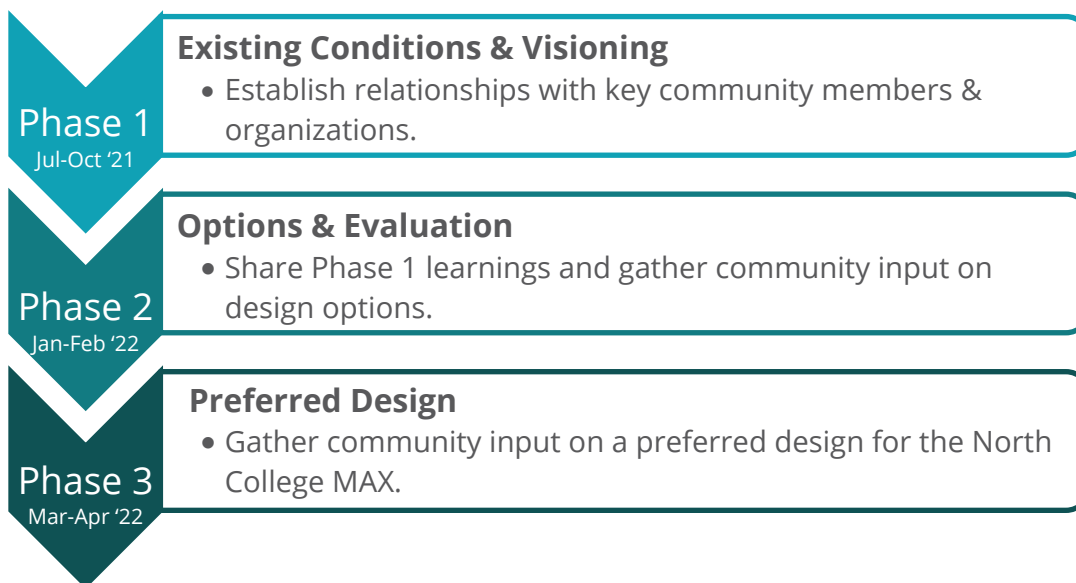 Existing Conditions & Visioning
• Establish relationships with key community members &
organizations.
Phase 1
Jul-Oct ‘21
Options & Evaluation
• Share Phase 1 learnings and gather community input on
design options.
Phase 2
Jan-Feb ‘22
Preferred Design
• Gather community input on a preferred design for the North
College MAX.
Phase 3
Mar-Apr ‘22